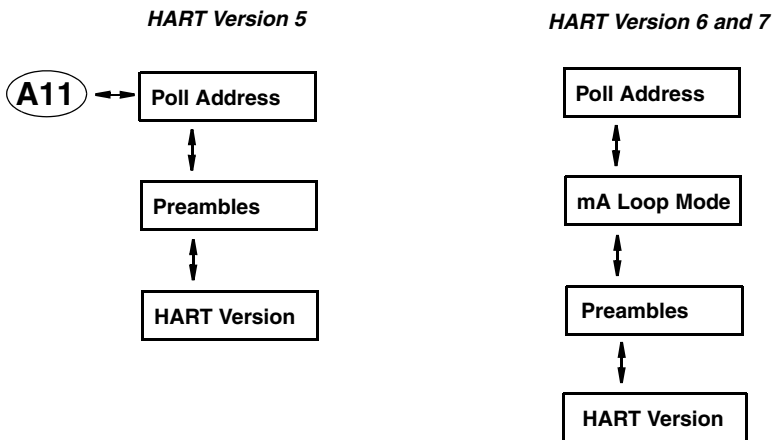 HART Version 5
A11
Poll Address
Preambles
HART Version
HART Version 6 and 7
Poll Address
mA Loop Mode
Preambles
HART Version